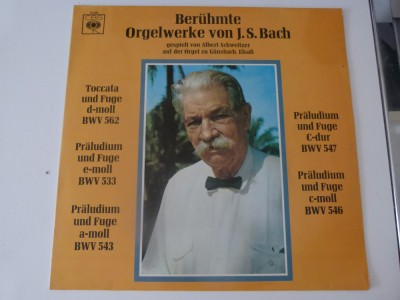 CBS
Berühmte
Orgelwerke von J.S. Bach
gespielt von Albert Schweitzer
auf der Orgel zu Günsbach, Elsaß
Toccata
und Fuge
d-moll
BWV 562
Präludium
und Fuge
e-moll
BWV 533
Präludium
und Fuge
a-moll
BWV 543
Präludium
und Fuge
C-dur
BWV 547
Präludium
und Fuge
c-moll
BWV 546